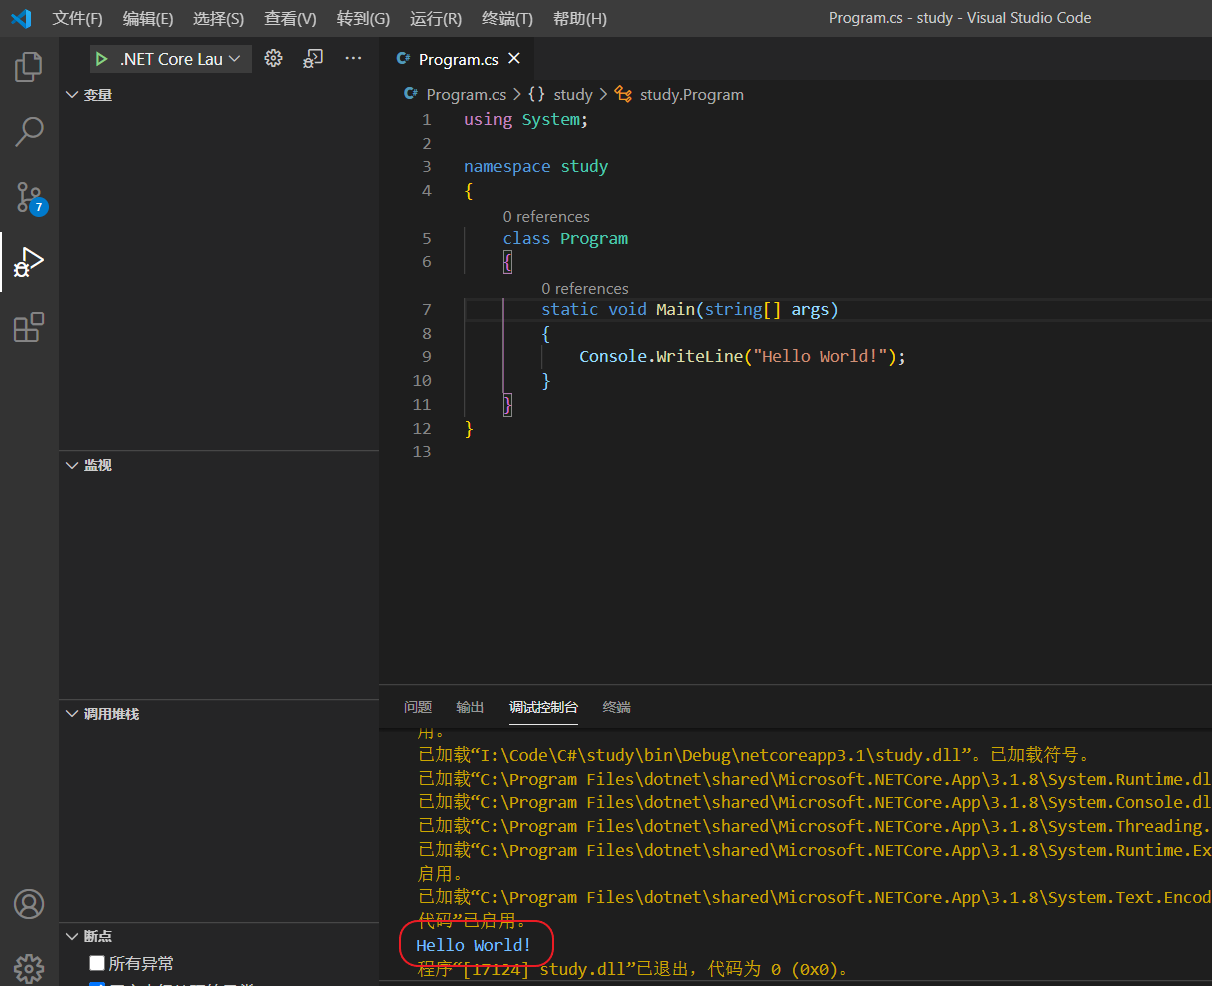 文件(F) 编辑(E) 选择(S) 查看(V) 转到(G) 运行(R) 终端(T) 帮助(H) Program.cs - study - Visual Studio Code
.NET Core Lau
Program.cs
变量
Program.cs > {} study > study.Program
7
1 using System;
2
3 namespace study
4 {
0 references
5 class Program
6 {
0 references
7 static void Main(string[] args)
8 {
9 Console.WriteLine("Hello World!");
10 }
11 }
12 }
13
监视
调用堆栈
断点
所有异常
问题 输出 调试控制台 终端
用。
已加载“I:\Code\C#\study\bin\Debug\netcoreapp3.1\study.dll”。已加载符号。
已加载“C:\Program Files\dotnet\shared\Microsoft.NETCore.App\3.1.8\System.Runtime.dl
已加载“C:\Program Files\dotnet\shared\Microsoft.NETCore.App\3.1.8\System.Console.dl
已加载“C:\Program Files\dotnet\shared\Microsoft.NETCore.App\3.1.8\System.Threading.
已加载“C:\Program Files\dotnet\shared\Microsoft.NETCore.App\3.1.8\System.Runtime.Ex
启用。
已加载“C:\Program Files\dotnet\shared\Microsoft.NETCore.App\3.1.8\System.Text.Encod
代码”已启用。
Hello World!
程序“[17124] study.dll”已退出，代码为 0 (0x0)。